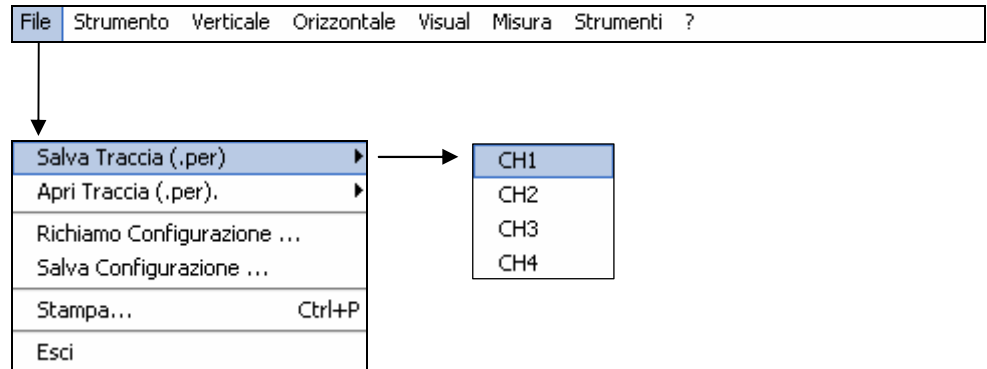 File Strumento Verticale Orizzontale Visual Misura Strumenti ?
Salva Traccia (.per)
Apri Traccia (.per).
Richiamo Configurazione ...
Salva Configurazione ...
Stampa... Ctrl+P
Esci
CH1
CH2
CH3
CH4